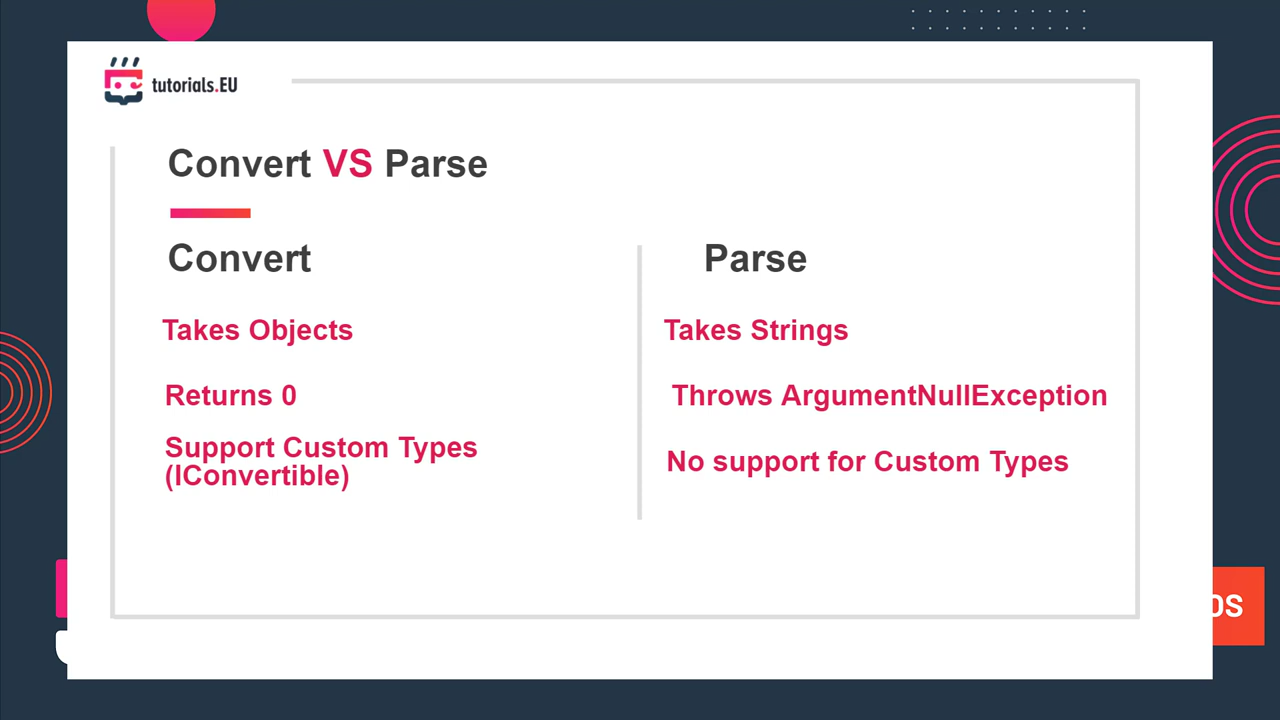 tutorials.EU
Convert VS Parse
Convert
Parse
Takes Objects
Takes Strings
Returns 0
Throws ArgumentNullException
Support Custom Types
(IConvertible)
No support for Custom Types